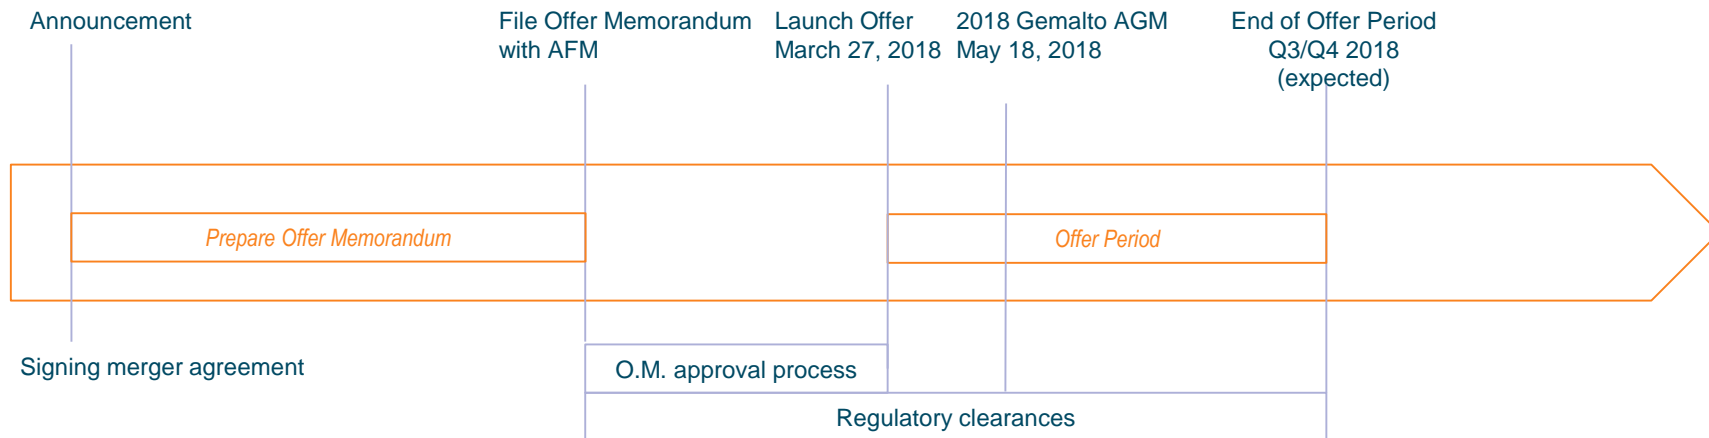 Announcement
File Offer Memorandum
with AFM
Launch Offer
March 27, 2018
2018 Gemalto AGM
May 18, 2018
End of Offer Period
Q3/Q4 2018
(expected)
Prepare Offer Memorandum
Offer Period
Signing merger agreement
O.M. approval process
Regulatory clearances